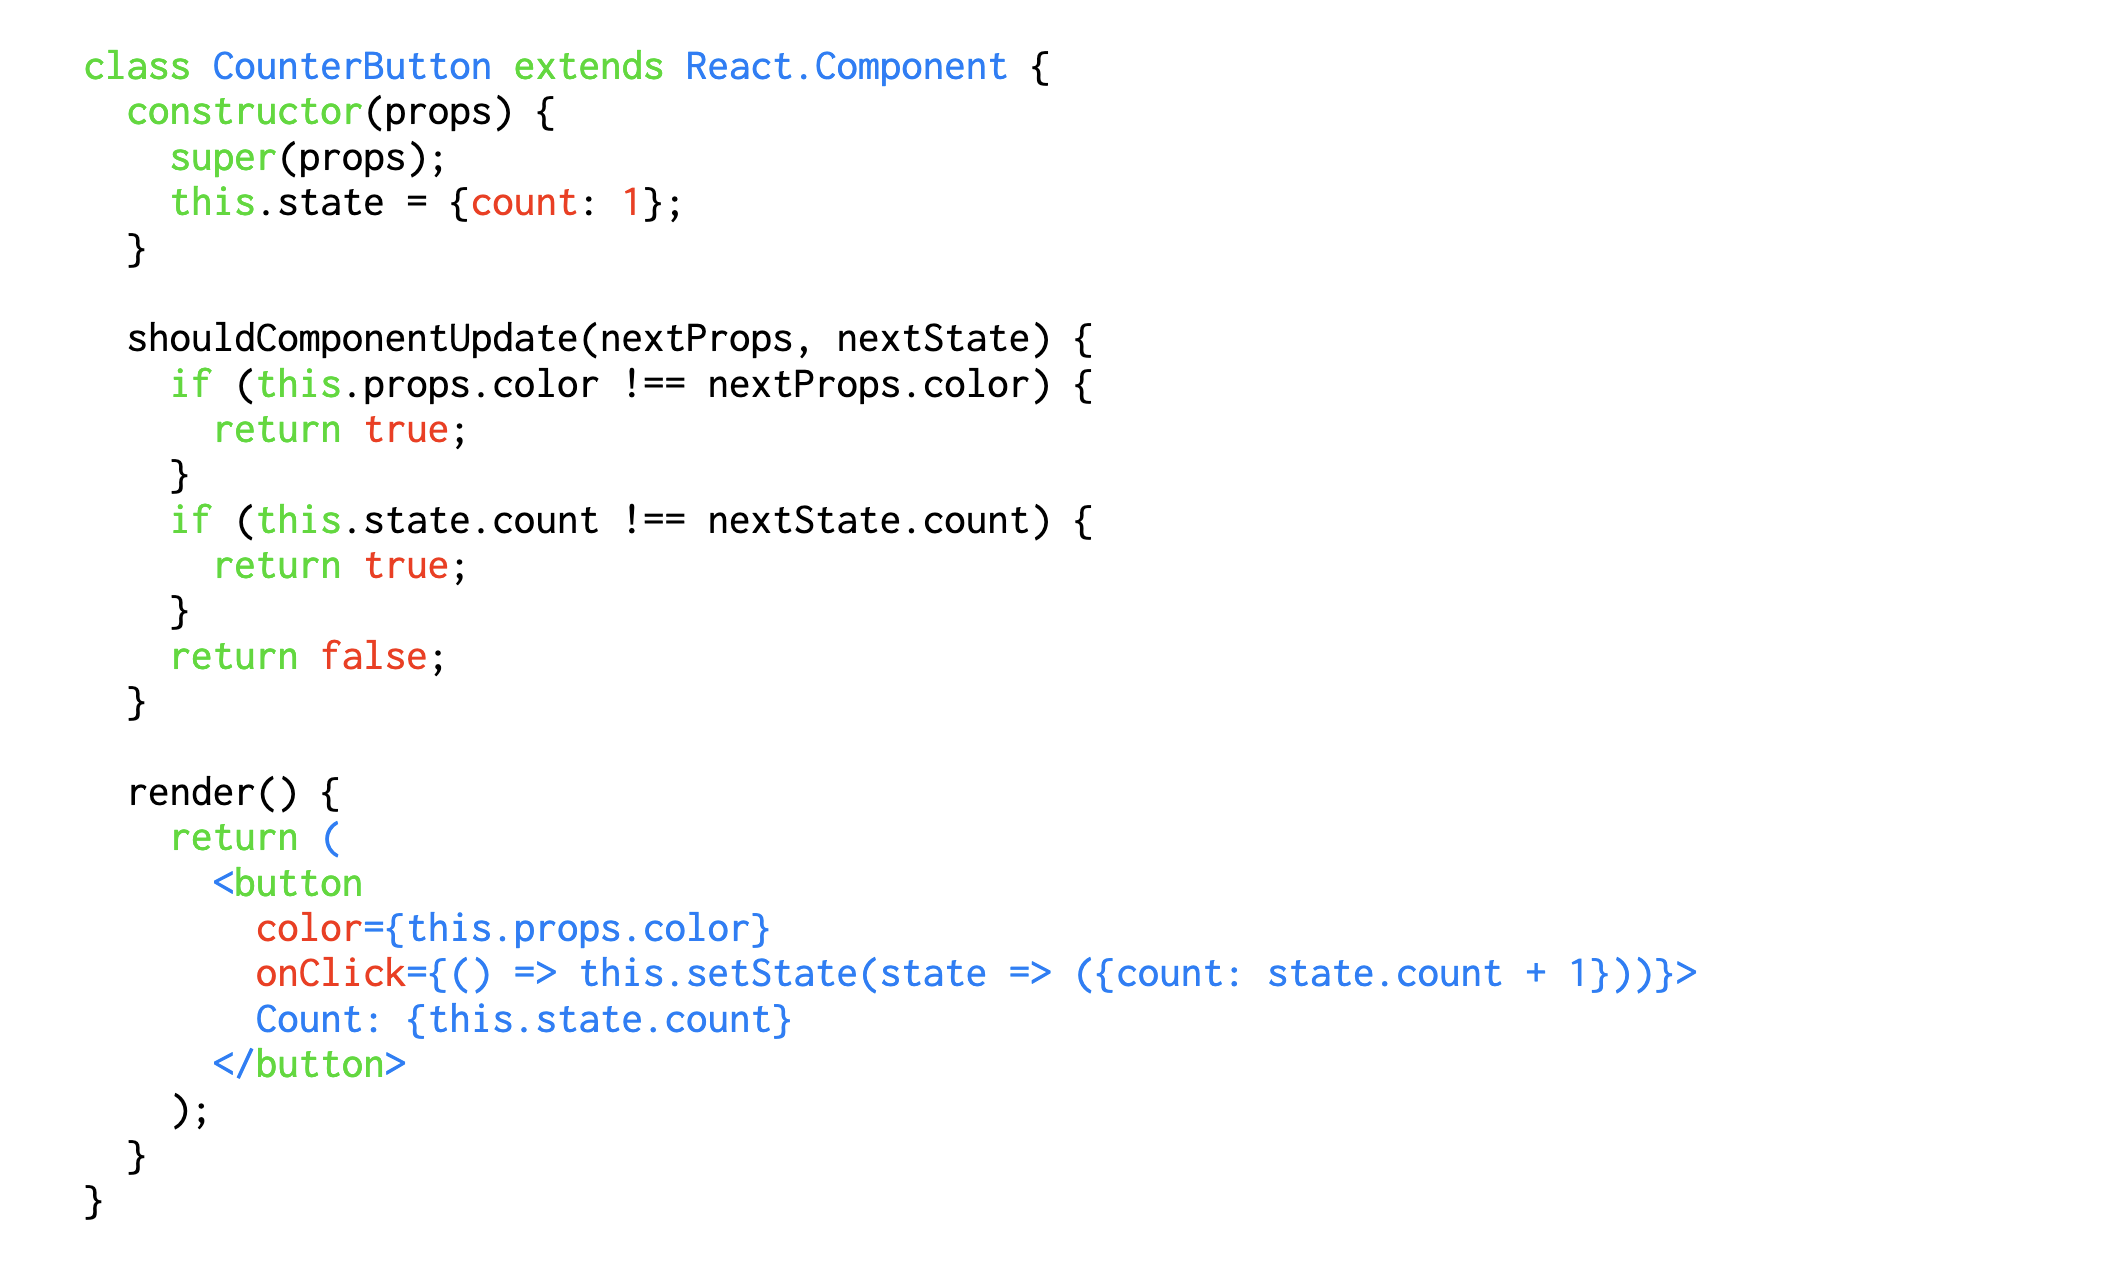 class CounterButton extends React.Component {
  constructor(props) {
    super(props);
    this.state = {count: 1};
  }

  shouldComponentUpdate(nextProps, nextState) {
    if (this.props.color !== nextProps.color) {
      return true;
    }
    if (this.state.count !== nextState.count) {
      return true;
    }
    return false;
  }

  render() {
    return (
      <button
        color={this.props.color}
        onClick={() => this.setState(state => ({count: state.count + 1}))}>
        Count: {this.state.count}
      </button>
    );
  }
}